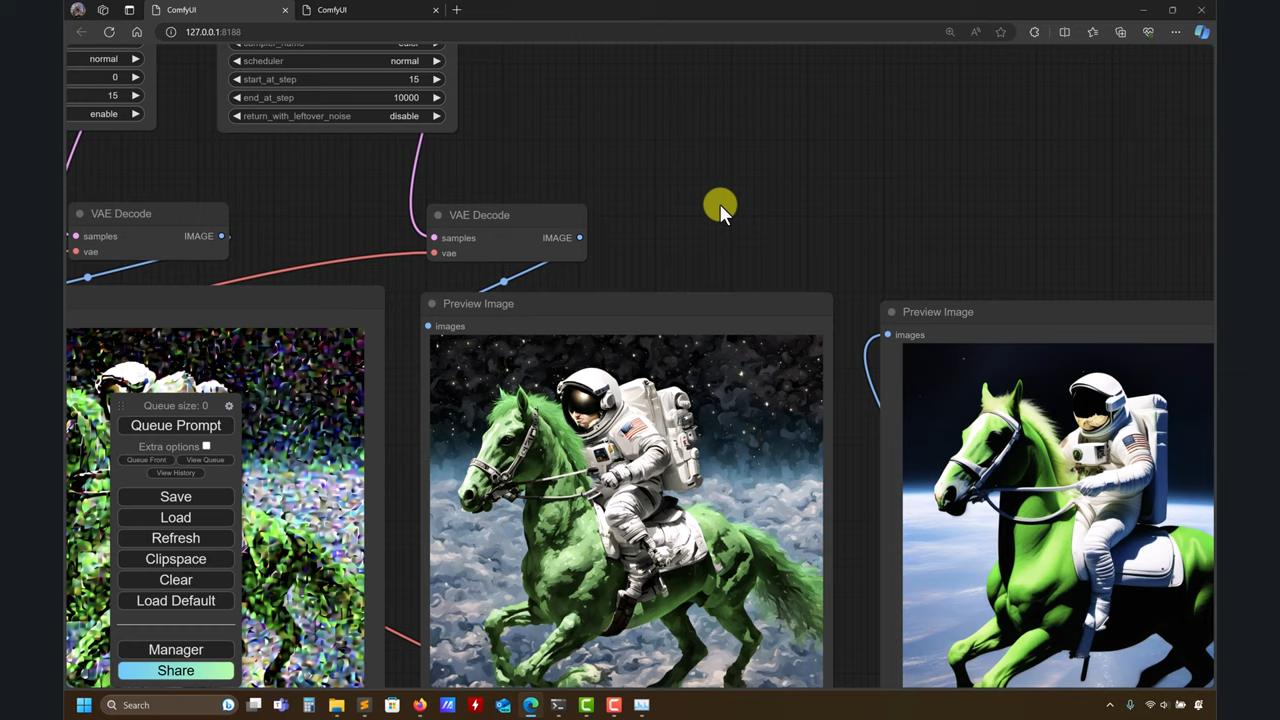 ComfyUI
ComfyUI
127.0.0.1:8188
normal
0
15
enable
sampler_name euler
scheduler normal
start_at_step 15
end_at_step 10000
return_with_leftover_noise disable
VAE Decode
samples IMAGE
vae
VAE Decode
samples IMAGE
vae
Preview Image
images
Preview Image
images
Queue size: 0
Queue Prompt
Extra options
Queue Front View Queue
View History
Save
Load
Refresh
Clipspace
Clear
Load Default
Manager
Share
Search